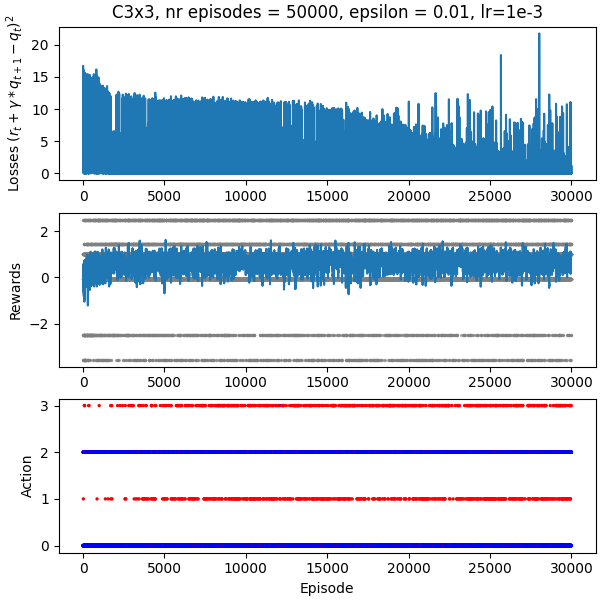 C3x3, nr episodes = 50000, epsilon = 0.01, lr=1e-3
Losses $(r_t + \gamma * q_{t+1} - q_t)^2$
20
15
10
5
0
0 5000 10000 15000 20000 25000 30000
Rewards
2
0
−2
0 5000 10000 15000 20000 25000 30000
Action
3
2
1
0
0 5000 10000 15000 20000 25000 30000
Episode